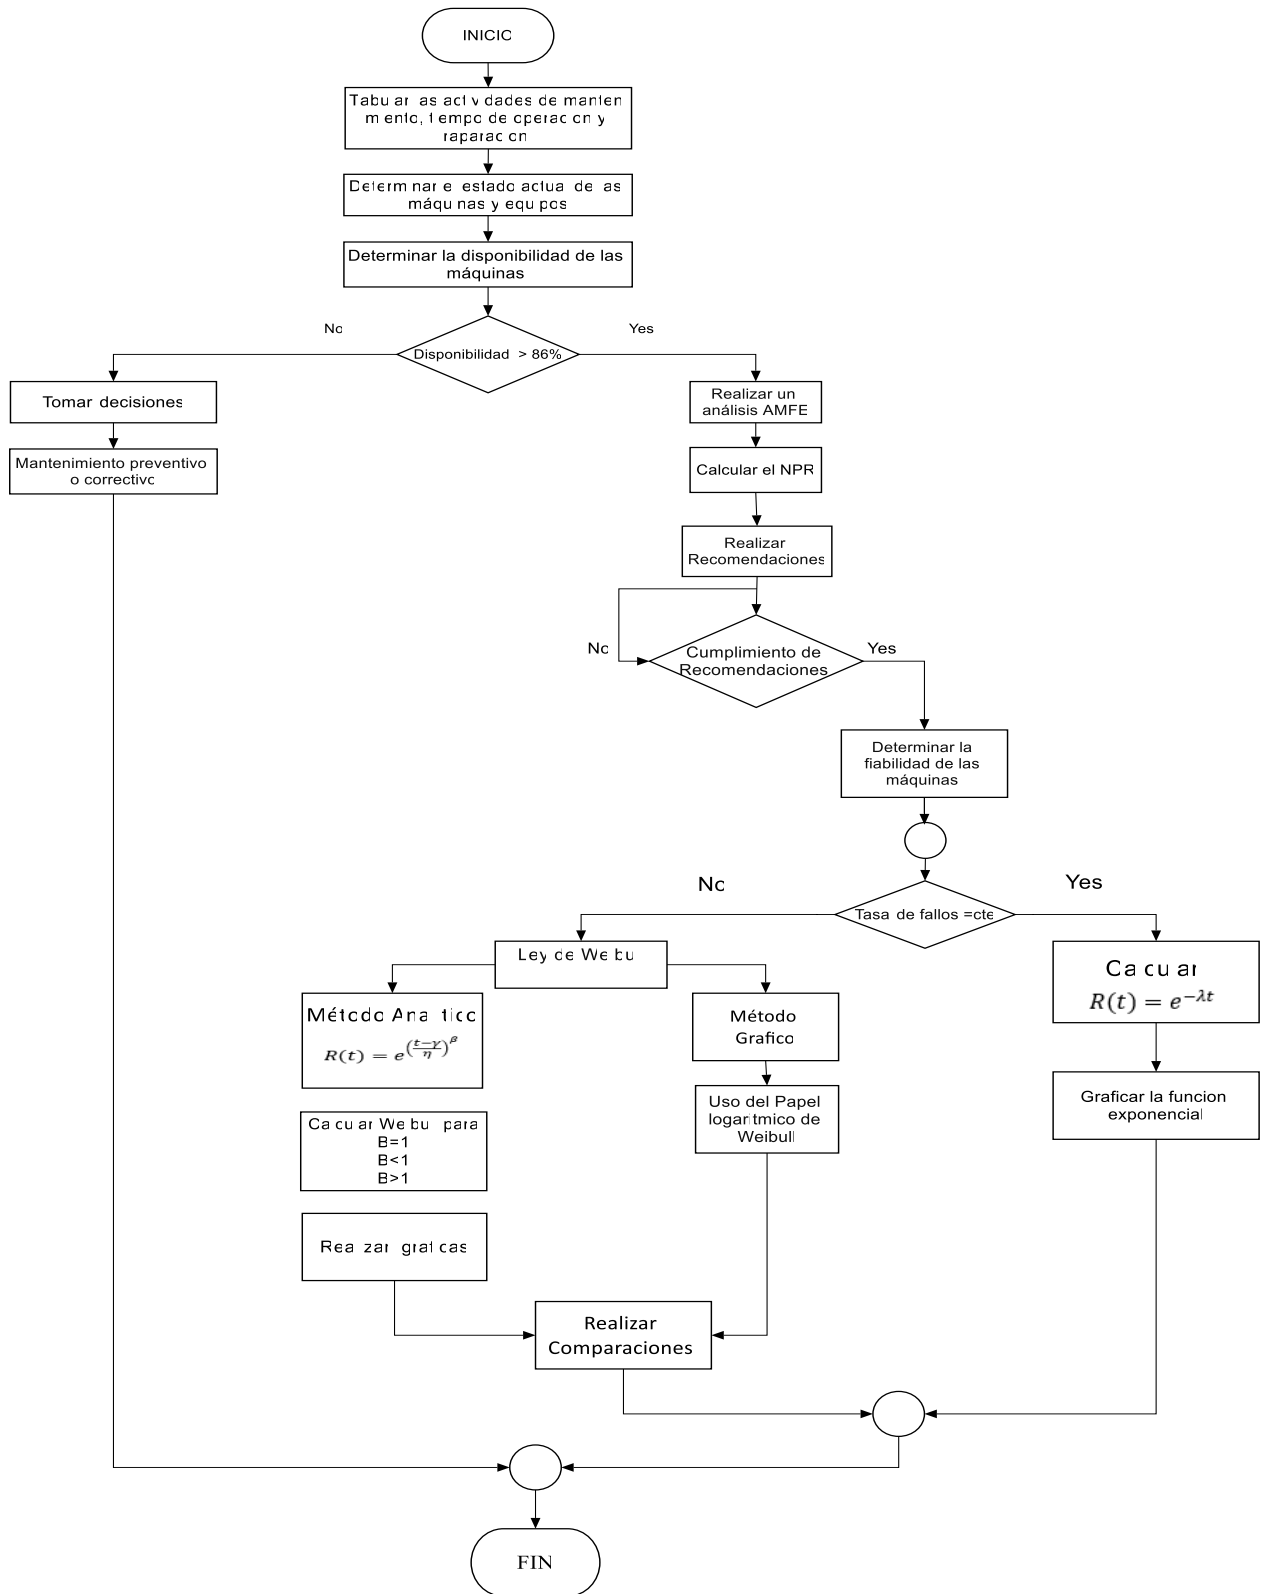 INICIO
Tabular las actividades de manten
miento, tiempo de operacion y
raparacion
Determinar el estado actual de las
máquinas y equipos
Determinar la disponibilidad de las
máquinas
No
Yes
Disponibilidad > 86%
Tomar decisiones
Mantenimiento preventivo
o correctivo
Realizar un
análisis AMFE
Calcular el NPR
Realizar
Recomendaciones
No
Cumplimiento de
Recomendaciones
Yes
Determinar la
fiabilidad de las
máquinas
No
Yes
Tasa de fallos =cte
Ley de Weibull
Calcular
R(t) = e^{-λt}
Método Analitico
R(t) = e^{(\frac{t-γ}{η})^β}
Método
Grafico
Uso del Papel
logaritmico de
Weibull
Graficar la funcion
exponencial
Calcular Weibull para
B=1
B<1
B>1
Realizar graficas
Realizar
Comparaciones
FIN